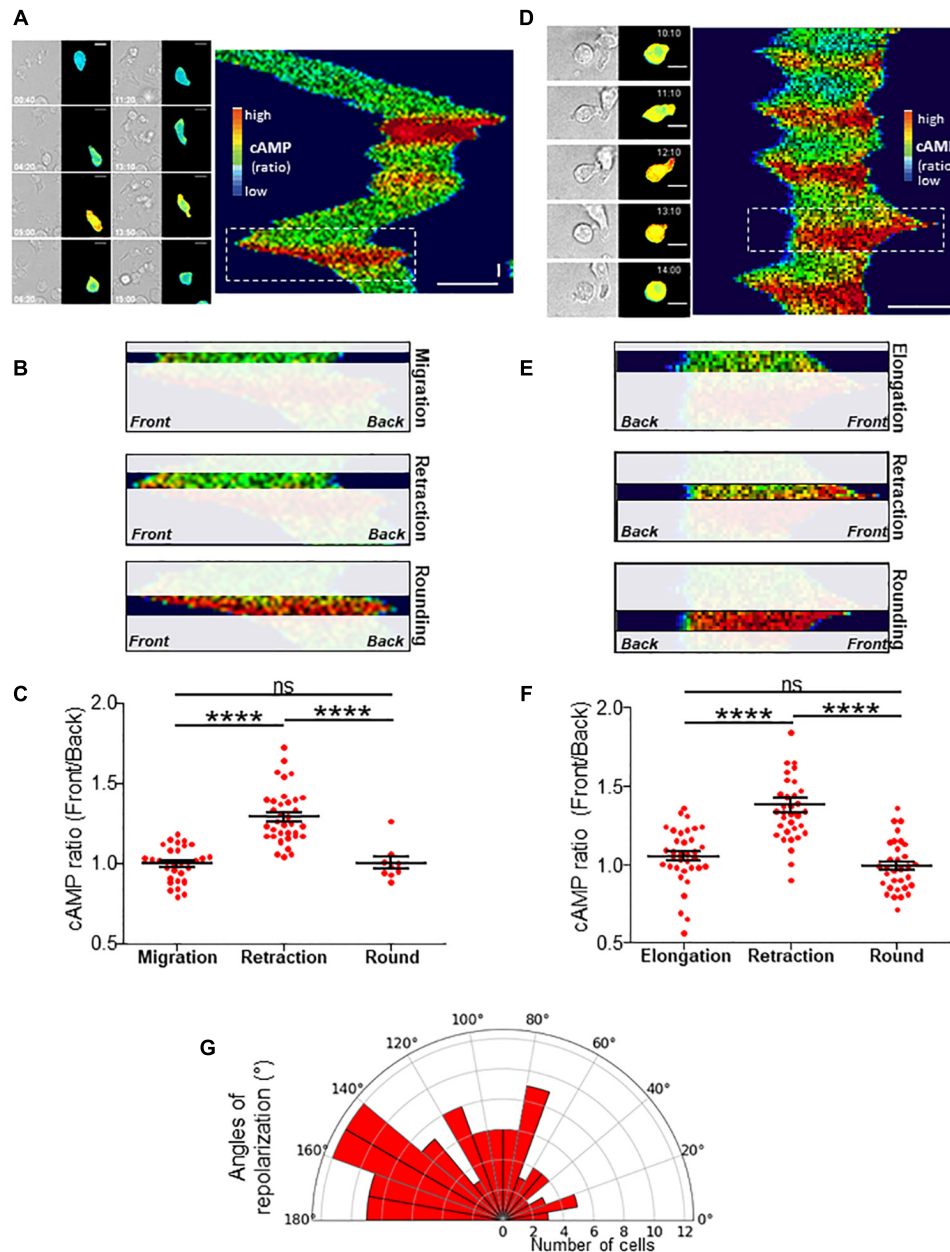 A
00:40
11:20
04:20
13:10
05:00
13:50
06:20
15:00
high
cAMP
(ratio)
low
D
10:10
11:10
12:10
13:10
14:00
high
cAMP
(ratio)
low
B
Migration
Front
Back
Retraction
Front
Back
Rounding
Front
Back
E
Elongation
Back
Front
Retraction
Back
Front
Rounding
Back
Front
C
cAMP ratio (Front/Back)
2.0
1.5
1.0
0.5
ns
****
****
Migration
Retraction
Round
F
cAMP ratio (Front/Back)
2.0
1.5
1.0
0.5
ns
****
****
Elongation
Retraction
Round
G
Angles of
repolarization (°)
180°
160°
140°
120°
100°
80°
60°
40°
20°
0°
0 2 4 6 8 10 12
Number of cells